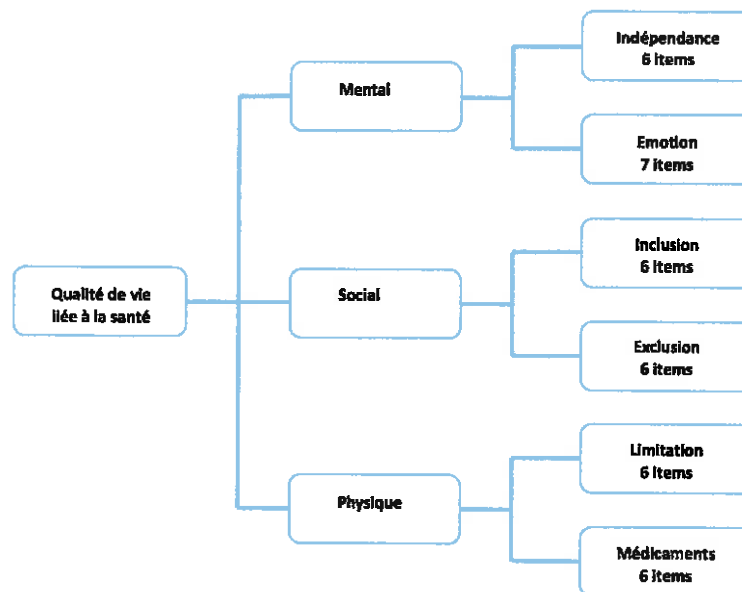 Qualité de vie
liée à la santé
Mental
Indépendance
6 items
Emotion
7 items
Social
Inclusion
6 items
Exclusion
6 items
Physique
Limitation
6 items
Médicaments
6 items